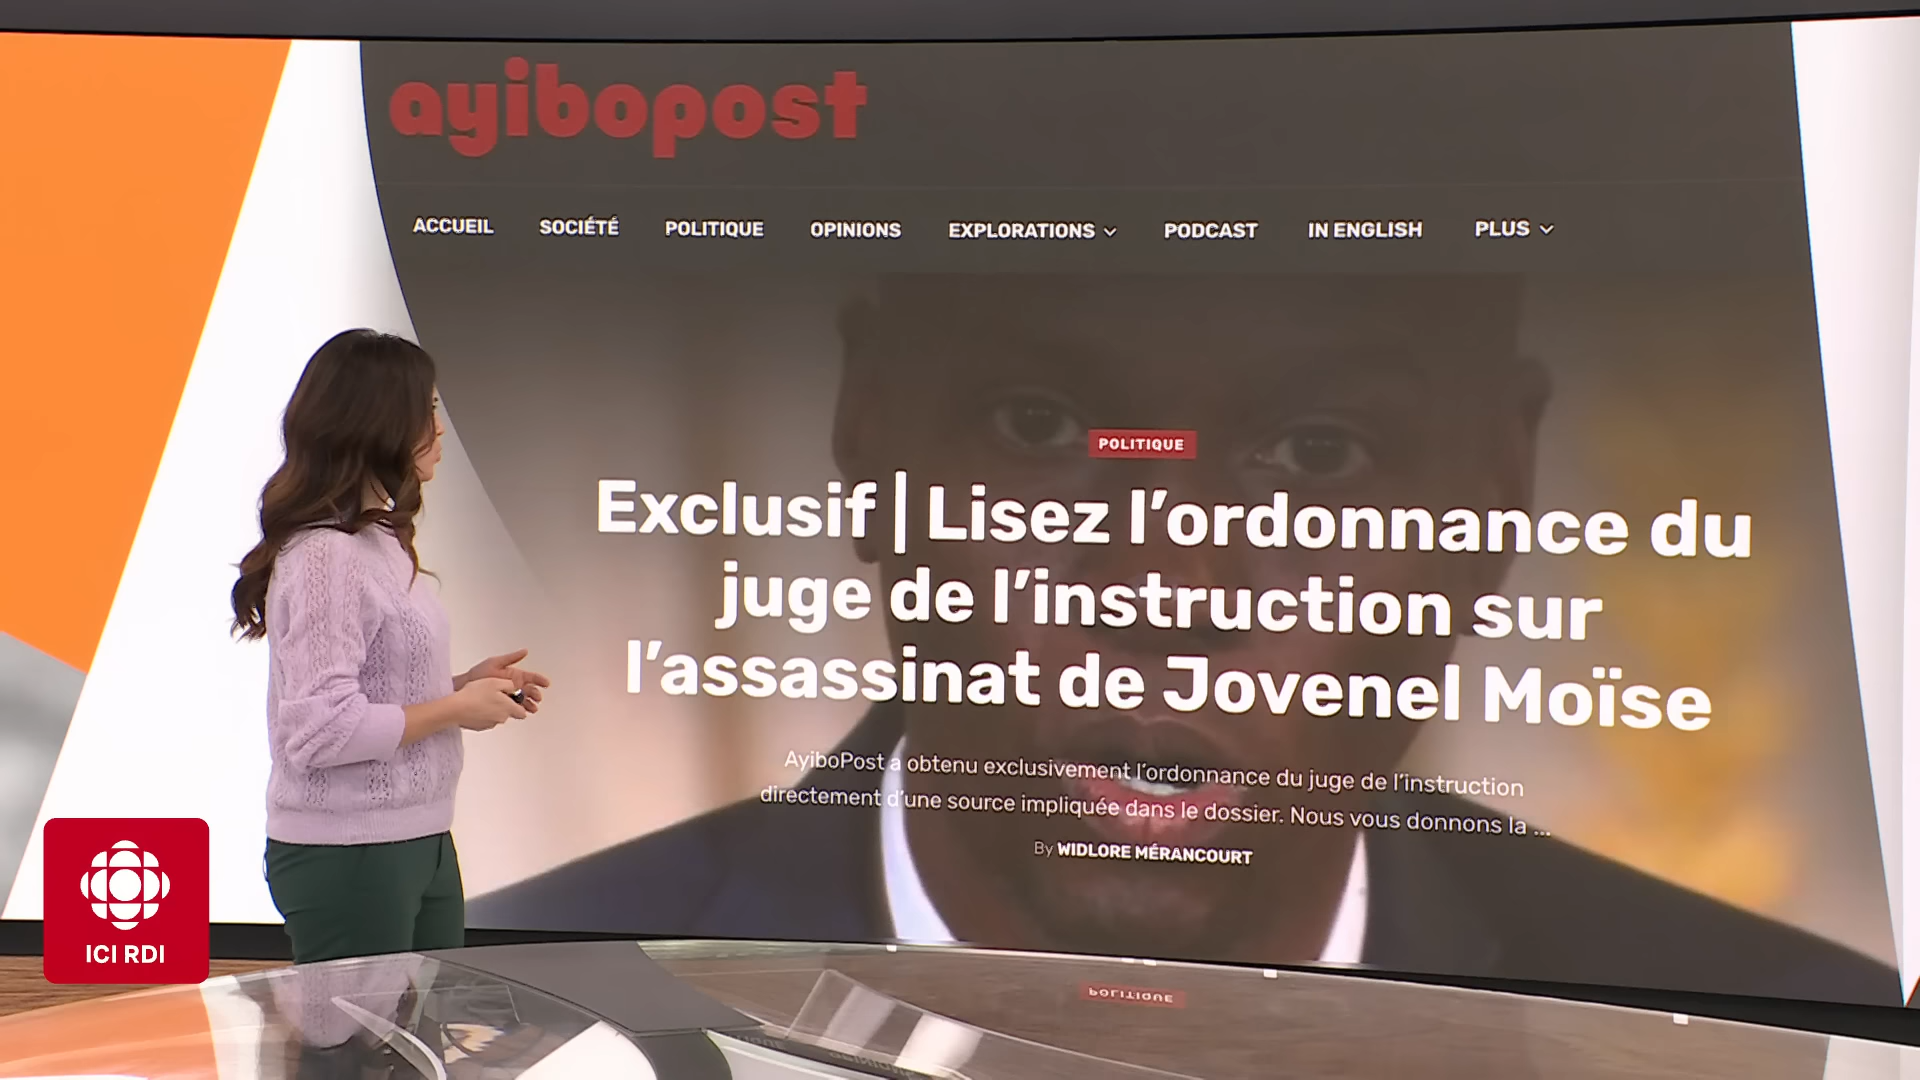 ayibopost
ACCUEIL SOCIÉTÉ POLITIQUE OPINIONS EXPLORATIONS PODCAST IN ENGLISH PLUS
POLITIQUE
Exclusif | Lisez l'ordonnance du
juge de l'instruction sur
l'assassinat de Jovenel Moïse
AyiboPost a obtenu exclusivement l'ordonnance du juge de l'instruction
directement d'une source impliquée dans le dossier. Nous vous donnons la ...
By WIDLORE MÉRANCOURT
ICI RDI
POLITIQUE